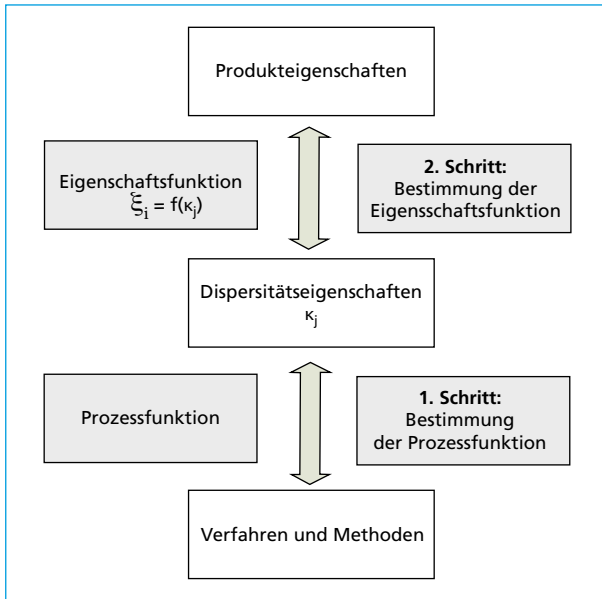 Produkteigenschaften
Eigenschaftsfunktion
ξi = f(κj)
2. Schritt:
Bestimmung der
Eigensschaftsfunktion
Dispersitätseigenschaften
κj
Prozessfunktion
1. Schritt:
Bestimmung
der Prozessfunktion
Verfahren und Methoden